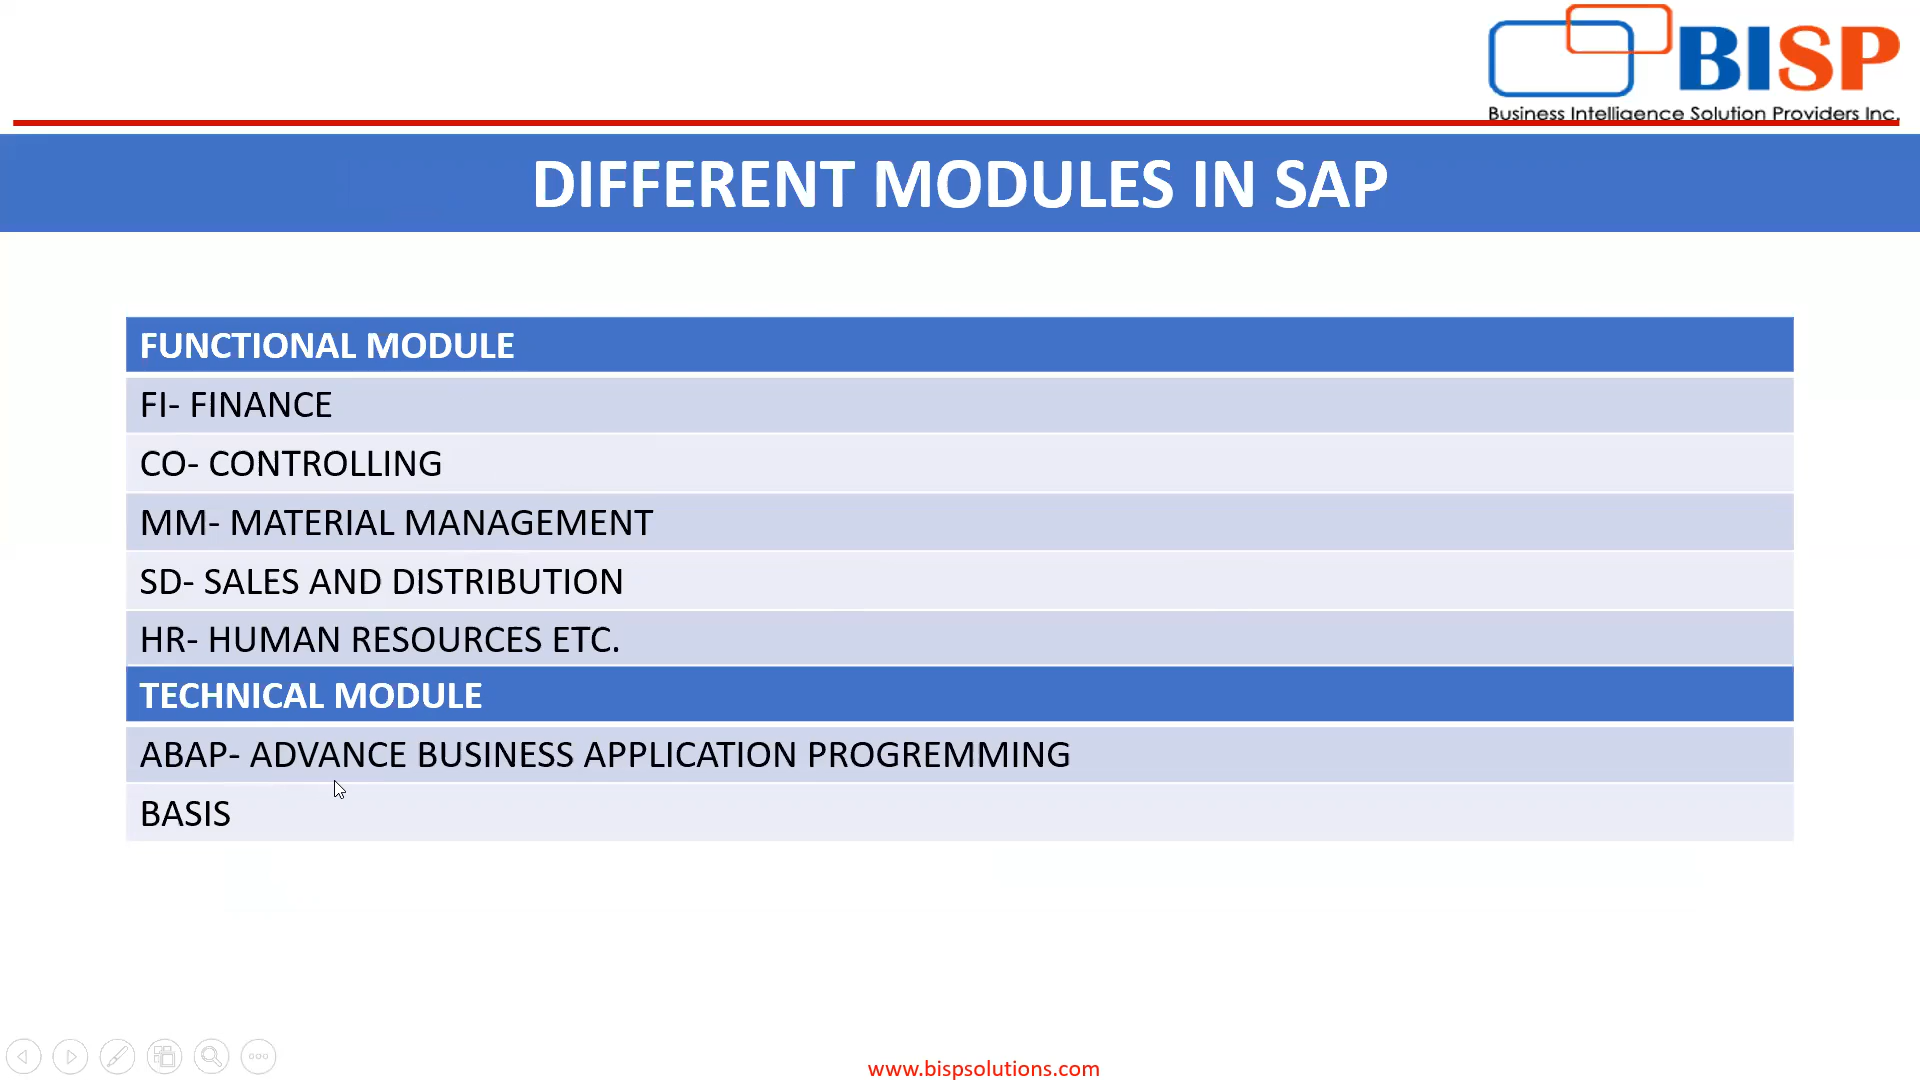 BISP
Business Intelligence Solution Providers Inc.
DIFFERENT MODULES IN SAP
FUNCTIONAL MODULE
FI- FINANCE
CO- CONTROLLING
MM- MATERIAL MANAGEMENT
SD- SALES AND DISTRIBUTION
HR- HUMAN RESOURCES ETC.
TECHNICAL MODULE
ABAP- ADVANCE BUSINESS APPLICATION PROGREMMING
BASIS
www.bispsolutions.com